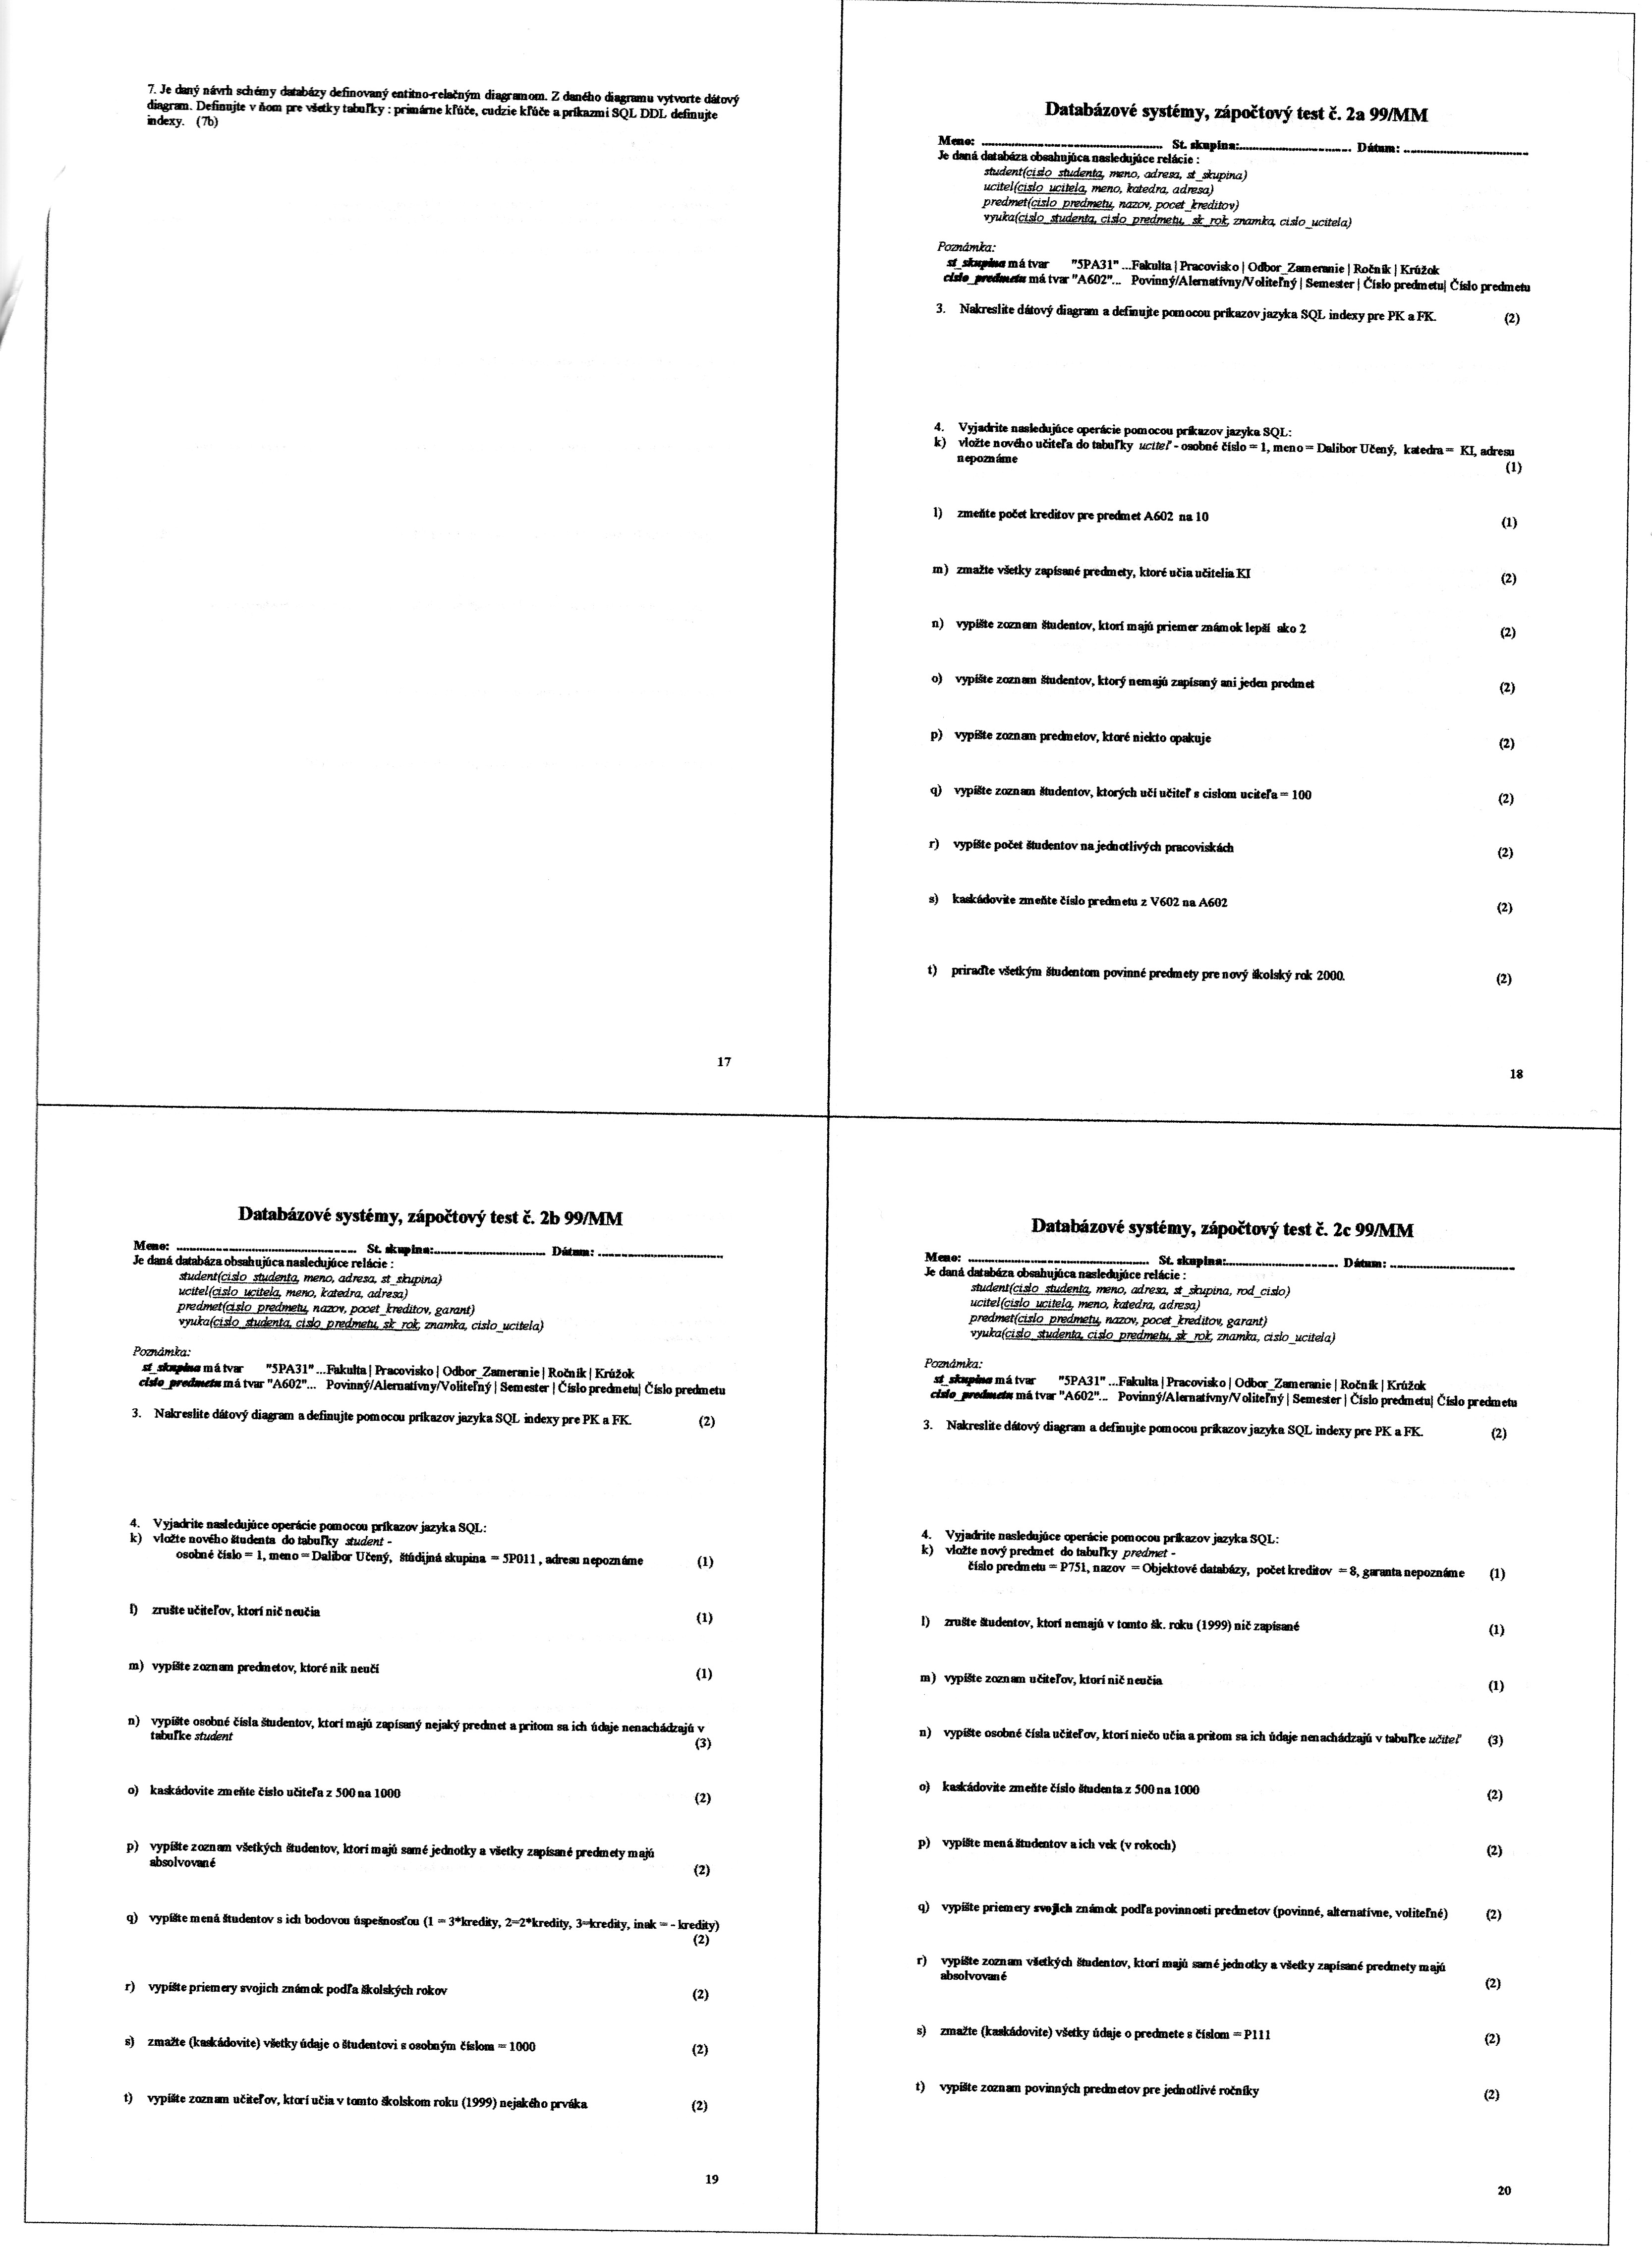 7. Je daný návrh schémy databázy definovaný entitno-relačným diagramom. Z daného diagramu vytvorte dátový
diagram. Definujte v ňom pre všetky tabuľky : primárne kľúče, cudzie kľúče a príkazmi SQL DDL definujte
indexy. (7b)
17
Databázové systémy, zápočtový test č. 2a 99/MM
Meno: ........................................ St. skupina:............................ Dátum: ................................
Je daná databáza obsahujúca nasledujúce relácie :
student(cislo_studenta, meno, adresa, st_skupina)
ucitel(cislo_ucitela, meno, katedra, adresa)
predmet(cislo_predmetu, nazov, pocet_kreditov)
vyuka(cislo_studenta, cislo_predmetu, sk_rok, znamka, cislo_ucitela)
Poznámka:
st_skupina má tvar "5PA31" ...Fakulta | Pracovisko | Odbor_Zameranie | Ročník | Krúžok
cislo_predmetu má tvar "A602"... Povinný/Alernatívny/Voliteľný | Semester | Číslo predmetu| Číslo predmetu
3. Nakreslite dátový diagram a definujte pomocou príkazov jazyka SQL indexy pre PK a FK. (2)
4. Vyjadrite nasledujúce operácie pomocou príkazov jazyka SQL:
k) vložte nového učiteľa do tabuľky uciteľ - osobné číslo = 1, meno = Dalibor Učený, katedra = KI, adresu
nepoznáme (1)
l) zmeňte počet kreditov pre predmet A602 na 10 (1)
m) zmažte všetky zapísané predmety, ktoré učia učitelia KI (2)
n) vypíšte zoznam študentov, ktorí majú priemer známok lepší ako 2 (2)
o) vypíšte zoznam študentov, ktorý nemajú zapísaný ani jeden predmet (2)
p) vypíšte zoznam predmetov, ktoré niekto opakuje (2)
q) vypíšte zoznam študentov, ktorých učí učiteľ s cislom uciteľa = 100 (2)
r) vypíšte počet študentov na jednotlivých pracoviskách (2)
s) kaskádovite zmeňte číslo predmetu z V602 na A602 (2)
t) priraďte všetkým študentom povinné predmety pre nový školský rok 2000. (2)
18
Databázové systémy, zápočtový test č. 2b 99/MM
Meno: ........................................ St. skupina:............................ Dátum: ................................
Je daná databáza obsahujúca nasledujúce relácie :
student(cislo_studenta, meno, adresa, st_skupina)
ucitel(cislo_ucitela, meno, katedra, adresa)
predmet(cislo_predmetu, nazov, pocet_kreditov, garant)
vyuka(cislo_studenta, cislo_predmetu, sk_rok, znamka, cislo_ucitela)
Poznámka:
st_skupina má tvar "5PA31" ...Fakulta | Pracovisko | Odbor_Zameranie | Ročník | Krúžok
cislo_predmetu má tvar "A602"... Povinný/Alernatívny/Voliteľný | Semester | Číslo predmetu| Číslo predmetu
3. Nakreslite dátový diagram a definujte pomocou príkazov jazyka SQL indexy pre PK a FK. (2)
4. Vyjadrite nasledujúce operácie pomocou príkazov jazyka SQL:
k) vložte nového študenta do tabuľky student -
osobné číslo = 1, meno = Dalibor Učený, štúdijná skupina = 5P011 , adresu nepoznáme (1)
l) zrušte učiteľov, ktorí nič neučia (1)
m) vypíšte zoznam predmetov, ktoré nik neučí (1)
n) vypíšte osobné čísla študentov, ktorí majú zapísaný nejaký predmet a pritom sa ich údaje nenachádzajú v
tabuľke student (3)
o) kaskádovite zmeňte číslo učiteľa z 500 na 1000 (2)
p) vypíšte zoznam všetkých študentov, ktorí majú samé jednotky a všetky zapísané predmety majú
absolvované (2)
q) vypíšte mená študentov s ich bodovou úspešnosťou (1 = 3*kredity, 2=2*kredity, 3=kredity, inak = - kredity)
(2)
r) vypíšte priemery svojich známok podľa školských rokov (2)
s) zmažte (kaskádovite) všetky údaje o študentovi s osobným číslom = 1000 (2)
t) vypíšte zoznam učiteľov, ktorí učia v tomto školskom roku (1999) nejakého prváka (2)
19
Databázové systémy, zápočtový test č. 2c 99/MM
Meno: ........................................ St. skupina:............................ Dátum: ................................
Je daná databáza obsahujúca nasledujúce relácie :
student(cislo_studenta, meno, adresa, st_skupina, rod_cislo)
ucitel(cislo_ucitela, meno, katedra, adresa)
predmet(cislo_predmetu, nazov, pocet_kreditov, garant)
vyuka(cislo_studenta, cislo_predmetu, sk_rok, znamka, cislo_ucitela)
Poznámka:
st_skupina má tvar "5PA31" ...Fakulta | Pracovisko | Odbor_Zameranie | Ročník | Krúžok
cislo_predmetu má tvar "A602"... Povinný/Alernatívny/Voliteľný | Semester | Číslo predmetu| Číslo predmetu
3. Nakreslite dátový diagram a definujte pomocou príkazov jazyka SQL indexy pre PK a FK. (2)
4. Vyjadrite nasledujúce operácie pomocou príkazov jazyka SQL:
k) vložte nový predmet do tabuľky predmet -
číslo predmetu = P751, nazov = Objektové databázy, počet kreditov = 8, garanta nepoznáme (1)
l) zrušte študentov, ktorí nemajú v tomto šk. roku (1999) nič zapísané (1)
m) vypíšte zoznam učiteľov, ktorí nič neučia (1)
n) vypíšte osobné čísla učiteľov, ktorí niečo učia a pritom sa ich údaje nenachádzajú v tabuľke učiteľ (3)
o) kaskádovite zmeňte číslo študenta z 500 na 1000 (2)
p) vypíšte mená študentov a ich vek (v rokoch) (2)
q) vypíšte priemery svojich známok podľa povinnosti predmetov (povinné, alternatívne, voliteľné) (2)
r) vypíšte zoznam všetkých študentov, ktorí majú samé jednotky a všetky zapísané predmety majú
absolvované (2)
s) zmažte (kaskádovite) všetky údaje o predmete s číslom = P111 (2)
t) vypíšte zoznam povinných predmetov pre jednotlivé ročníky (2)
20